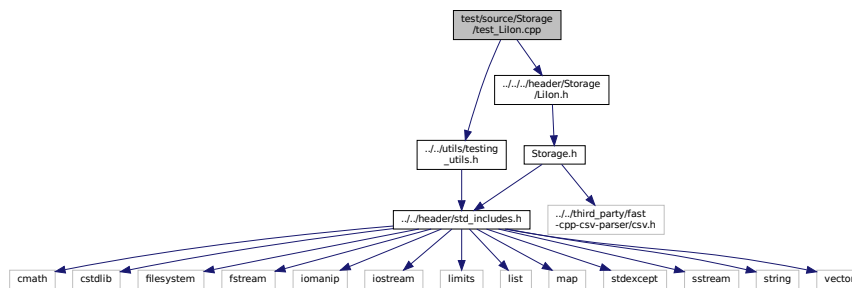 test/source/Storage
/test_LiIon.cpp
../../../header/Storage
/LiIon.h
../../utils/testing
_utils.h
Storage.h
../../header/std_includes.h
../../third_party/fast
-cpp-csv-parser/csv.h
cmath
cstdlib
filesystem
fstream
iomanip
iostream
limits
list
map
stdexcept
sstream
string
vector